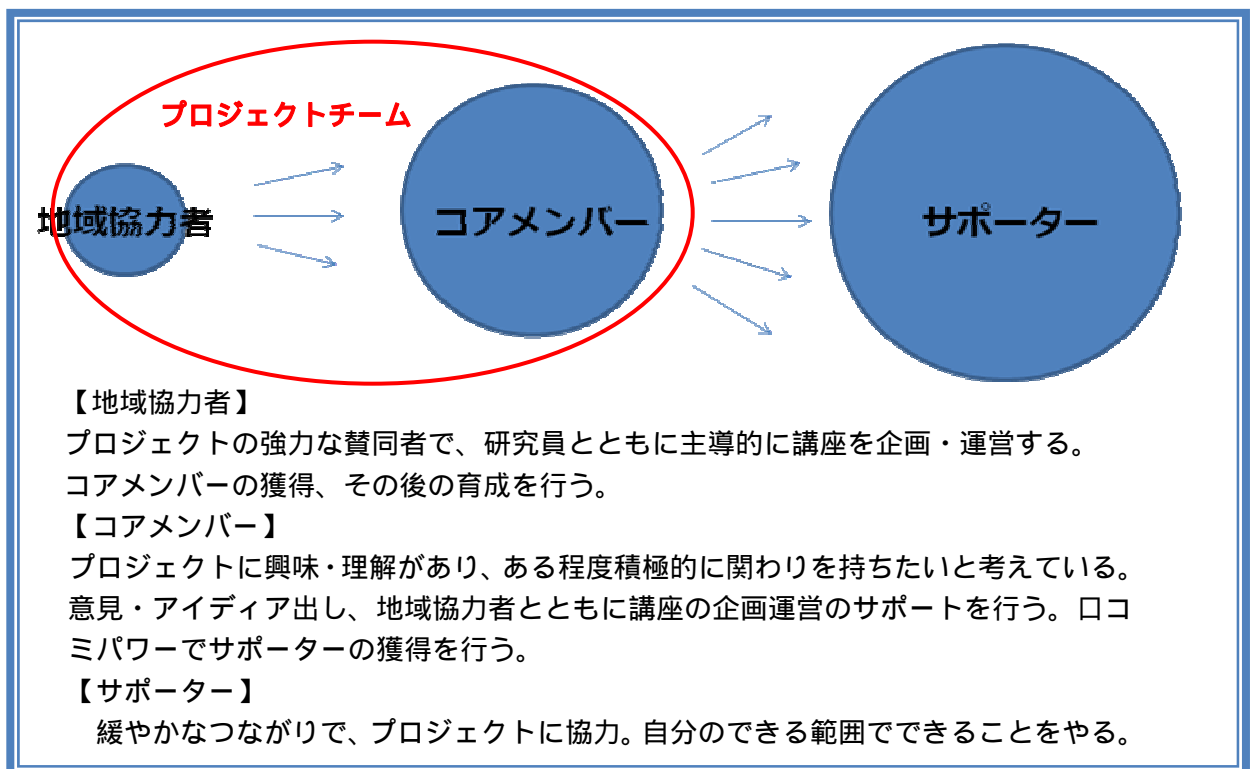 プロジェクトチーム
地域協力者
コアメンバー
サポーター
【地域協力者】
プロジェクトの強力な賛同者で、研究員とともに主導的に講座を企画・運営する。
コアメンバーの獲得、その後の育成を行う。
【コアメンバー】
プロジェクトに興味・理解があり、ある程度積極的に関わりを持ちたいと考えている。
意見・アイディア出し、地域協力者とともに講座の企画運営のサポートを行う。口コ
ミパワーでサポーターの獲得を行う。
【サポーター】
緩やかなつながりで、プロジェクトに協力。自分のできる範囲でできることをやる。